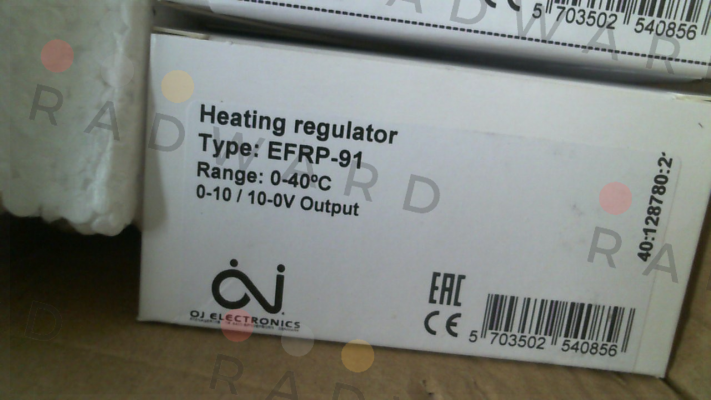 5 703502 540856
RADWARD
Heating regulator
Type: EFRP-91
Range: 0-40ºC
0-10 / 10-0V Output
40:128780:2
OJ ELECTRONICS
EAC
CE
5 703502 540856